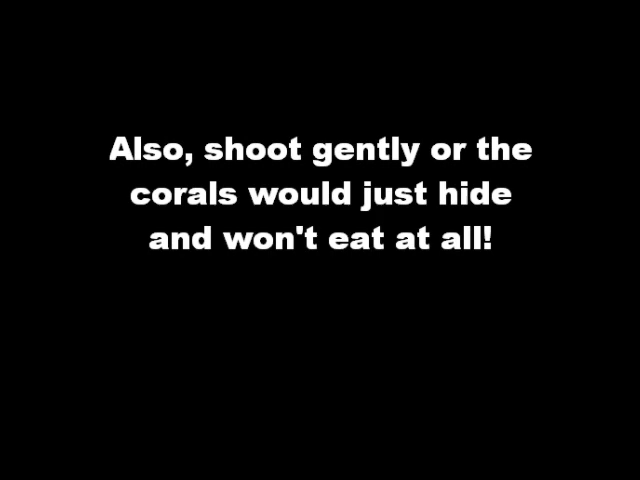 Also, shoot gently or the
corals would just hide
and won't eat at all!